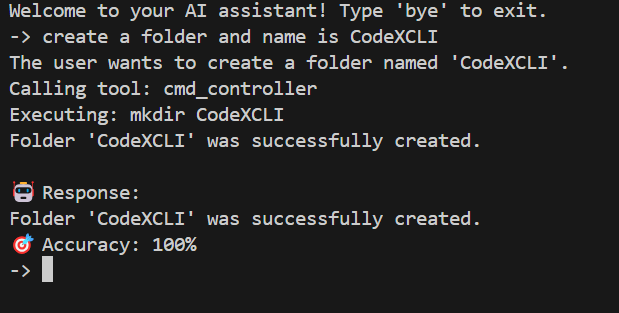 Welcome to your AI assistant! Type 'bye' to exit.
-> create a folder and name is CodeXCLI
The user wants to create a folder named 'CodeXCLI'.
Calling tool: cmd_controller
Executing: mkdir CodeXCLI
Folder 'CodeXCLI' was successfully created.
🤖 Response:
Folder 'CodeXCLI' was successfully created.
🎯 Accuracy: 100%
->